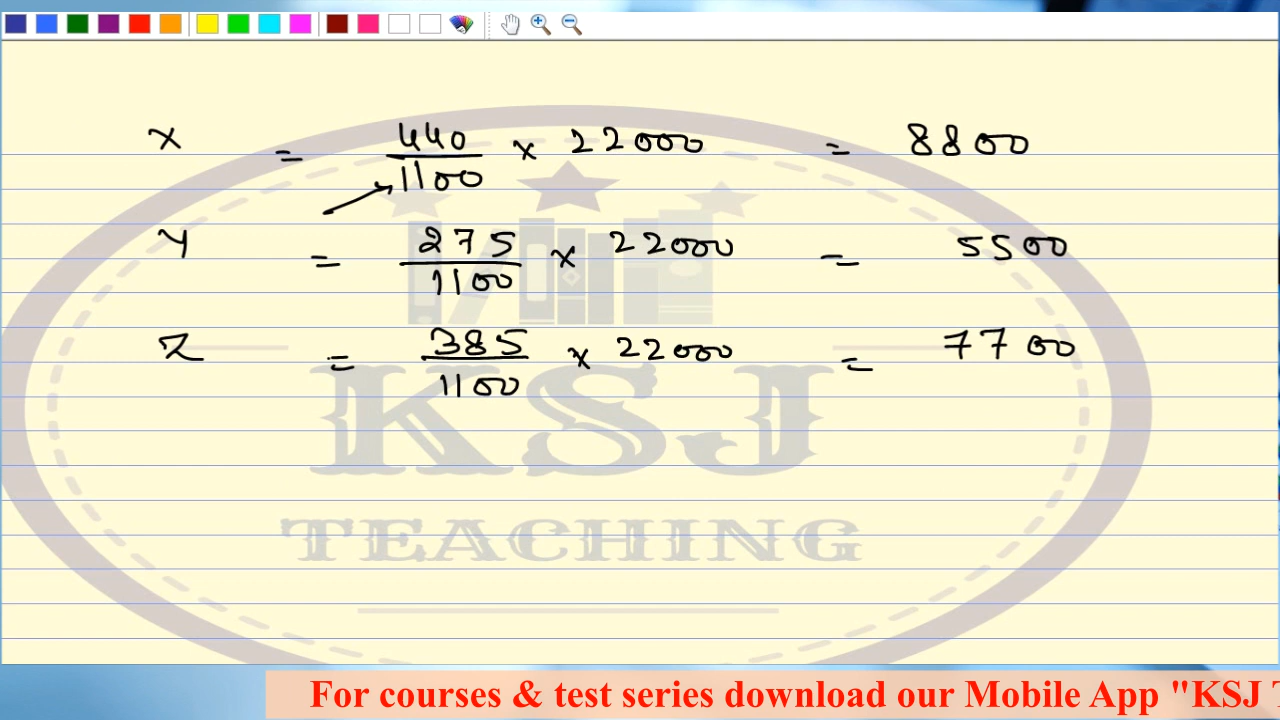 X = 440/1100 × 22000 = 8800
Y = 275/1100 × 22000 = 5500
Z = 385/1100 × 22000 = 7700
KSJ
TEACHING
For courses & test series download our Mobile App "KSJ